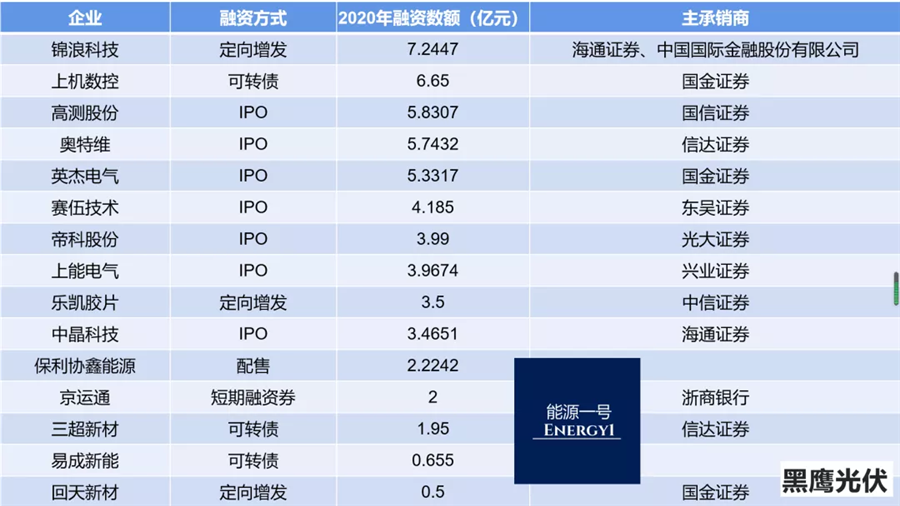 企业 融资方式 2020年融资数额（亿元） 主承销商
锦浪科技 定向增发 7.2447 海通证券、中国国际金融股份有限公司
上机数控 可转债 6.65 国金证券
高测股份 IPO 5.8307 国信证券
奥特维 IPO 5.7432 信达证券
英杰电气 IPO 5.3317 国金证券
赛伍技术 IPO 4.185 东吴证券
帝科股份 IPO 3.99 光大证券
上能电气 IPO 3.9674 兴业证券
乐凯胶片 定向增发 3.5 中信证券
中晶科技 IPO 3.4651 海通证券
保利协鑫能源 配售 2.2242
京运通 短期融资券 2 浙商银行
三超新材 可转债 1.95 信达证券
易成新能 可转债 0.655
回天新材 定向增发 0.5 国金证券
能源一号
ENERGY1
黑鹰光伏